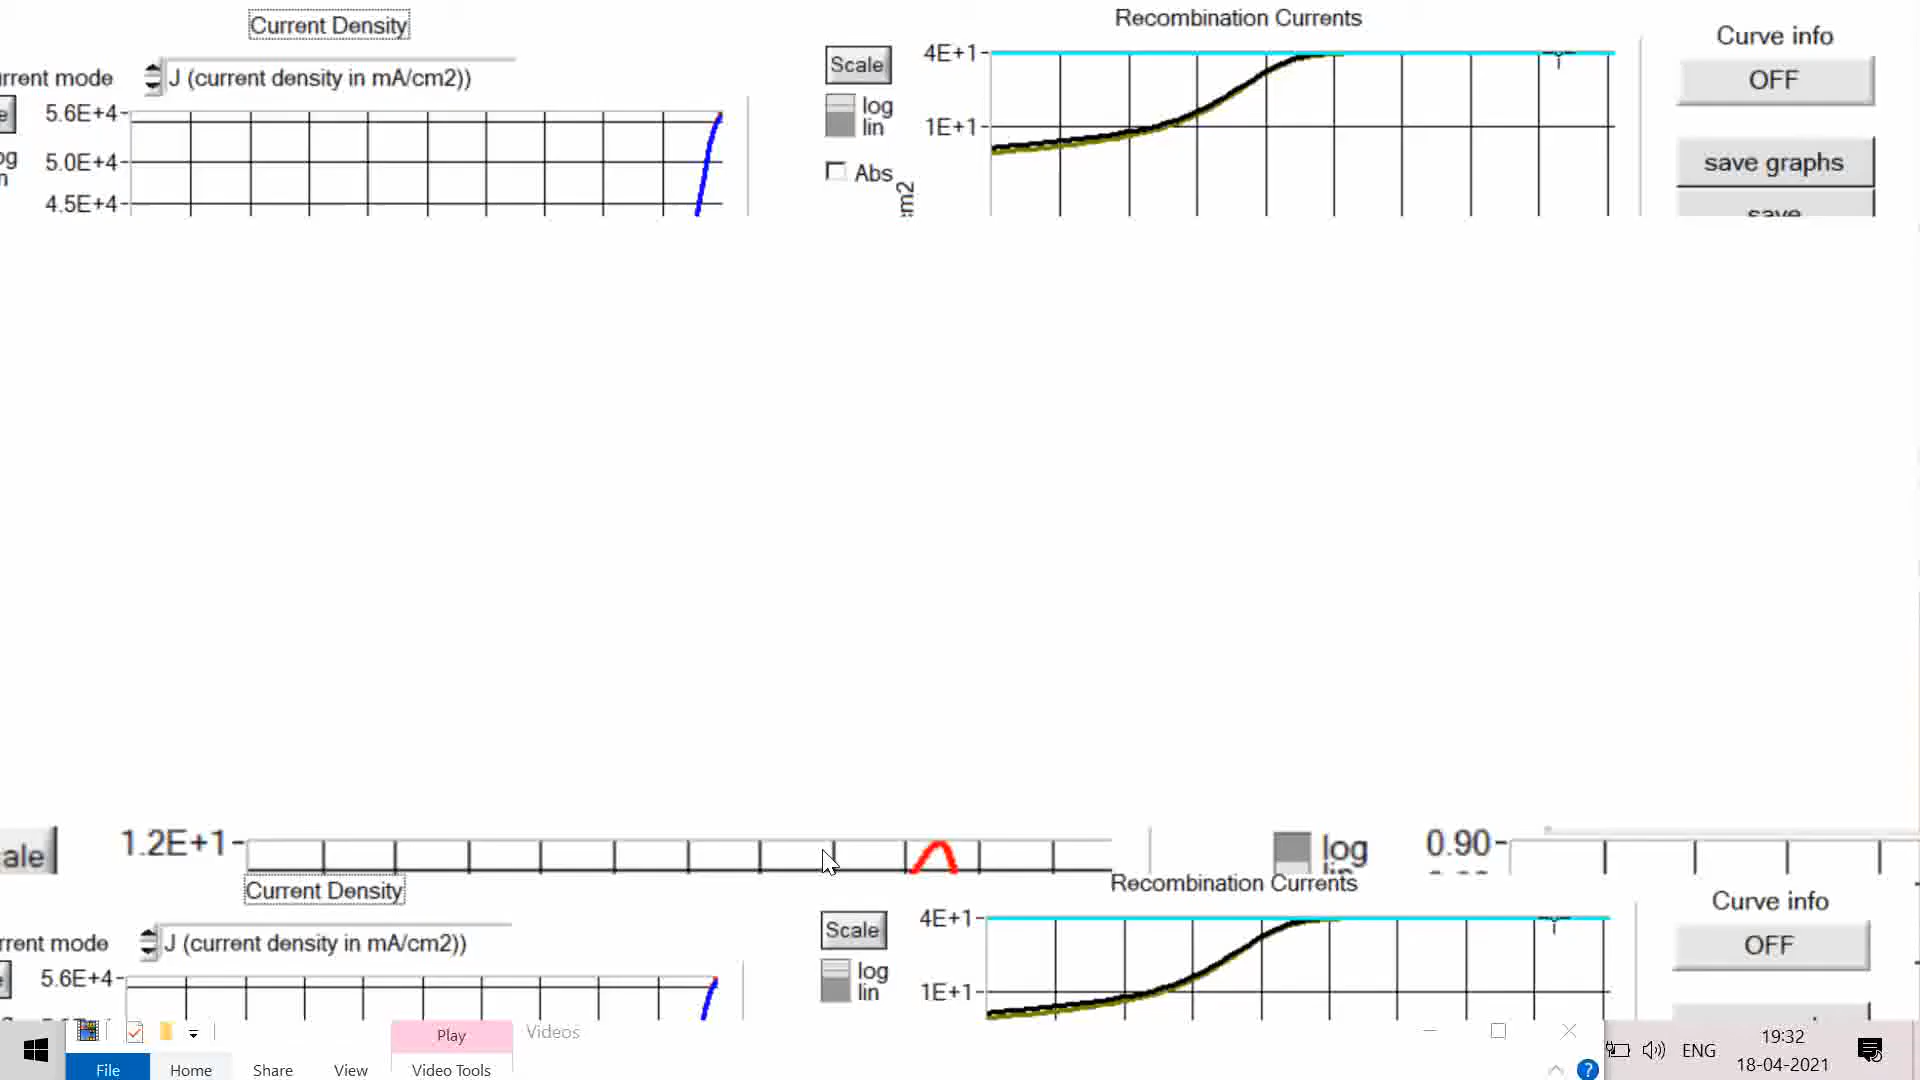 Current Density
Recombination Currents
Curve info
rrent mode
J (current density in mA/cm2))
Scale
4E+1
OFF
log
lin
5.6E+4
1E+1
save graphs
og
5.0E+4
Abs
cm2
4.5E+4
save
ale
1.2E+1
log
0.90
Current Density
Recombination Currents
Curve info
rrent mode
J (current density in mA/cm2))
Scale
4E+1
OFF
log
lin
5.6E+4
1E+1
Play
Videos
File
Home
Share
View
Video Tools
ENG
19:32
18-04-2021